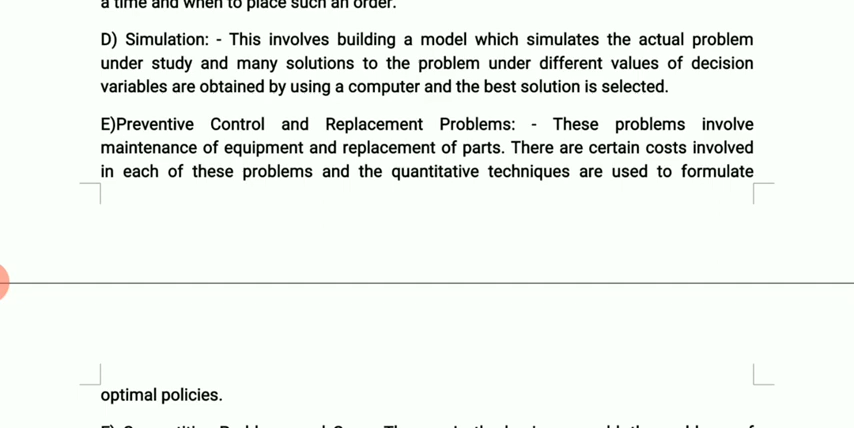 a time and when to place such an order.
D) Simulation: - This involves building a model which simulates the actual problem
under study and many solutions to the problem under different values of decision
variables are obtained by using a computer and the best solution is selected.
E)Preventive Control and Replacement Problems: - These problems involve
maintenance of equipment and replacement of parts. There are certain costs involved
in each of these problems and the quantitative techniques are used to formulate
optimal policies.